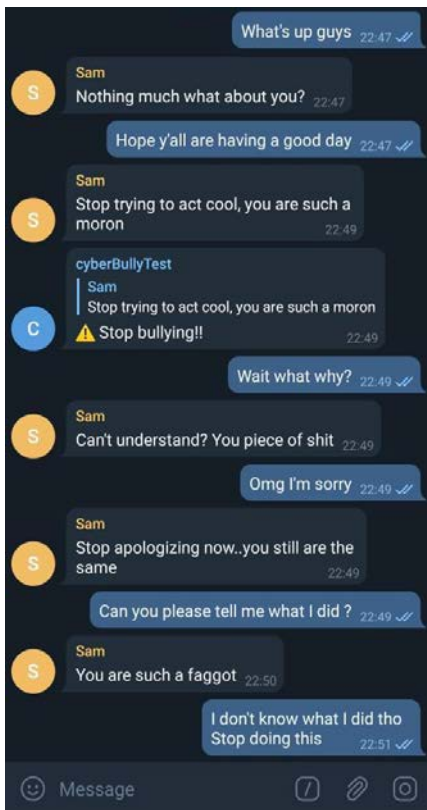 What's up guys 22:47
Sam
Nothing much what about you? 22:47
Hope y'all are having a good day 22:47
Sam
Stop trying to act cool, you are such a
moron 22:49
cyberBullyTest
Sam
Stop trying to act cool, you are such a moron
⚠️ Stop bullying!! 22:49
Wait what why? 22:49
Sam
Can't understand? You piece of shit 22:49
Omg I'm sorry 22:49
Sam
Stop apologizing now..you still are the
same 22:49
Can you please tell me what I did ? 22:49
Sam
You are such a faggot 22:50
I don't know what I did tho
Stop doing this 22:51
Message
S
S
C
S
S
S